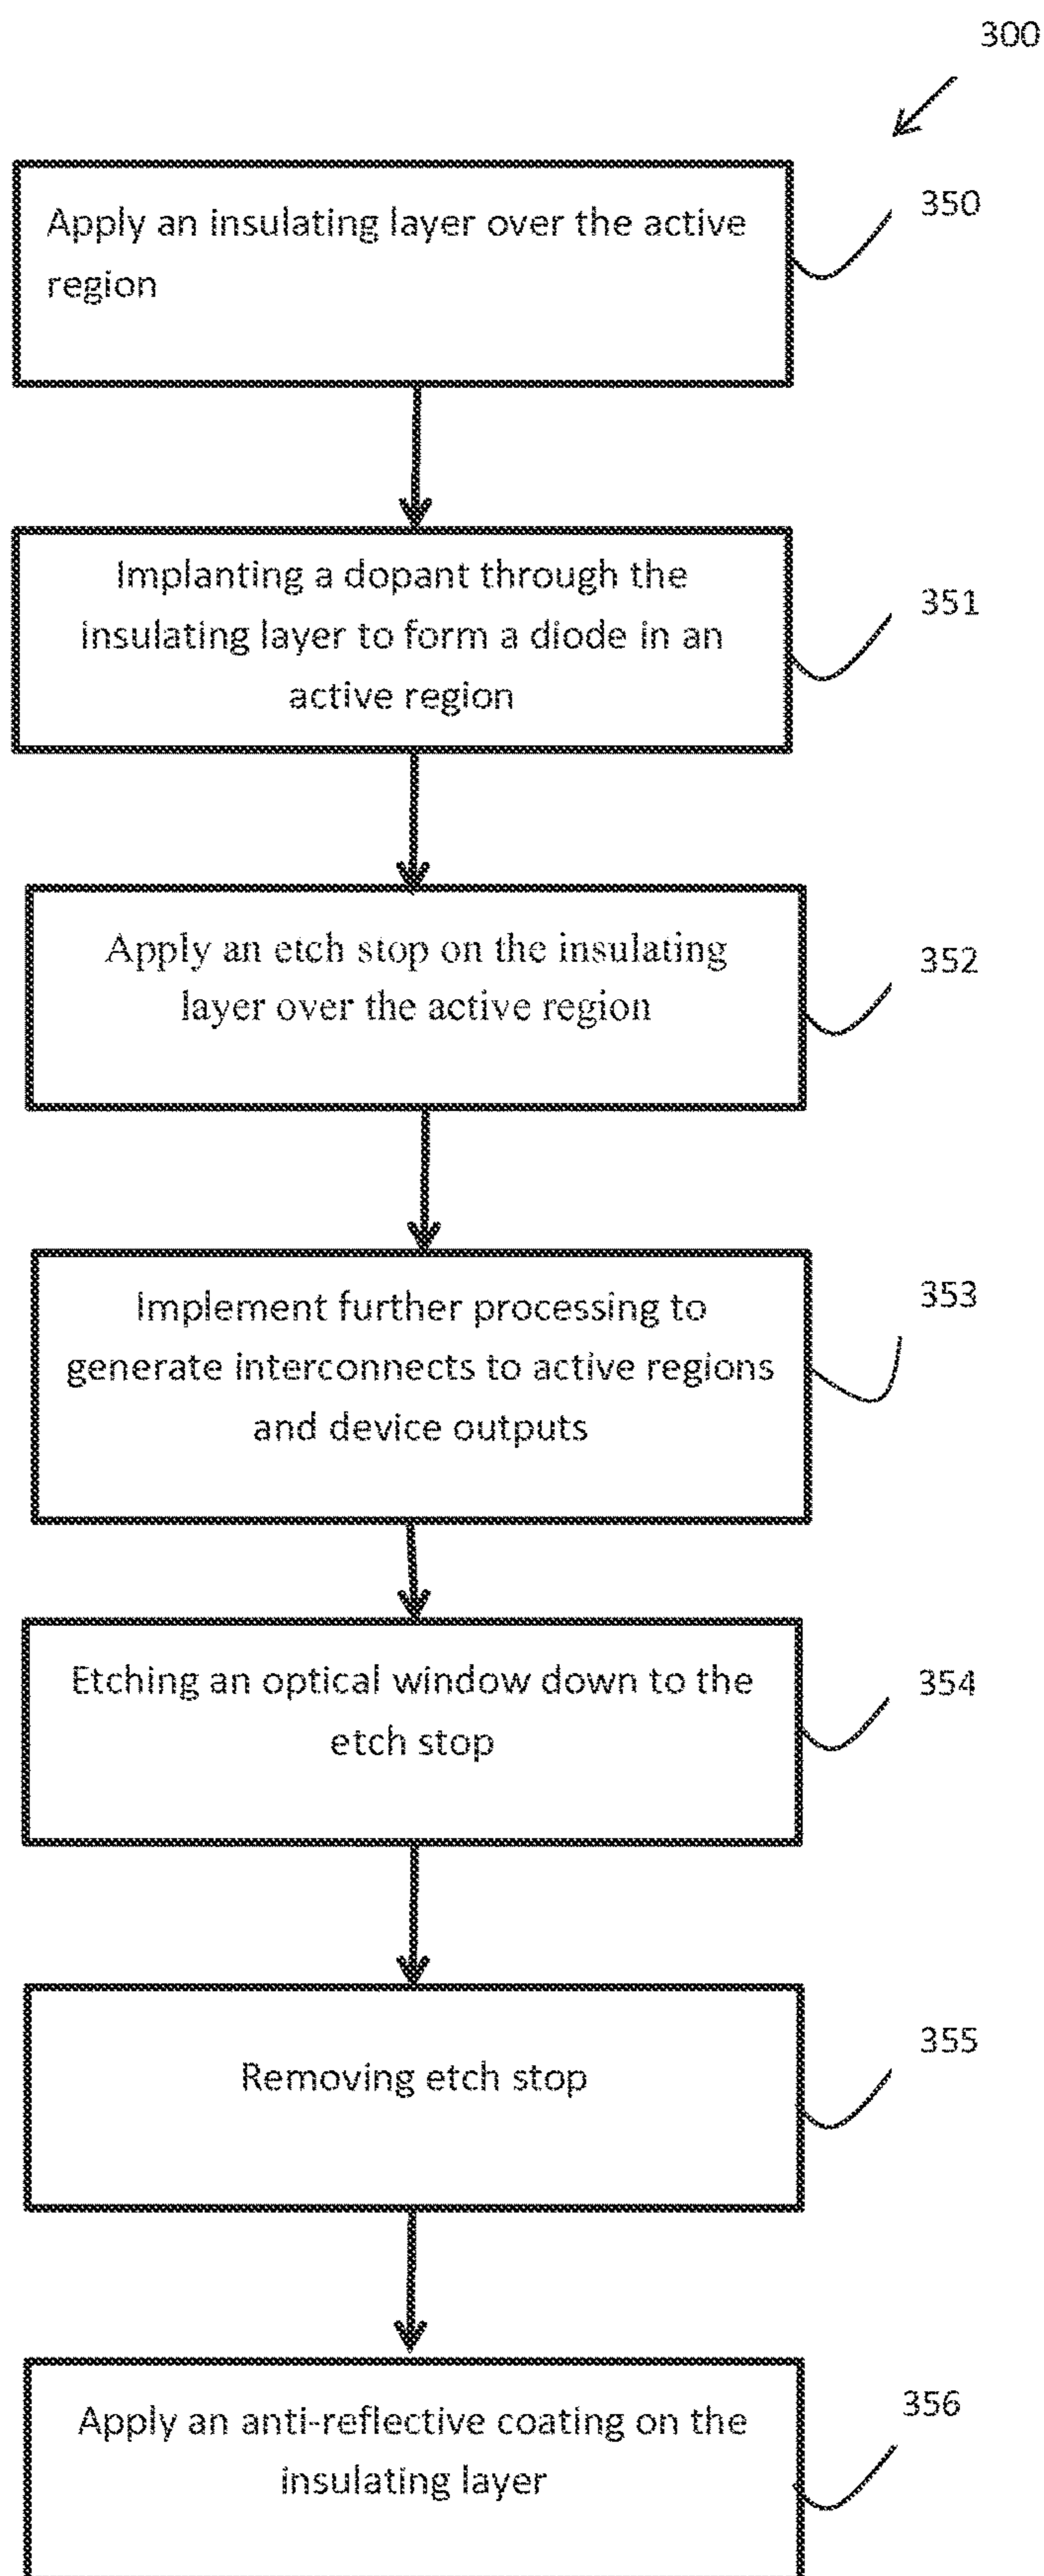 300
350
Apply an insulating layer over the active
region
351
Implanting a dopant through the
insulating layer to form a diode in an
active region
352
Apply an etch stop on the insulating
layer over the active region
353
Implement further processing to
generate interconnects to active regions
and device outputs
354
Etching an optical window down to the
etch stop
355
Removing etch stop
356
Apply an anti-reflective coating on the
insulating layer